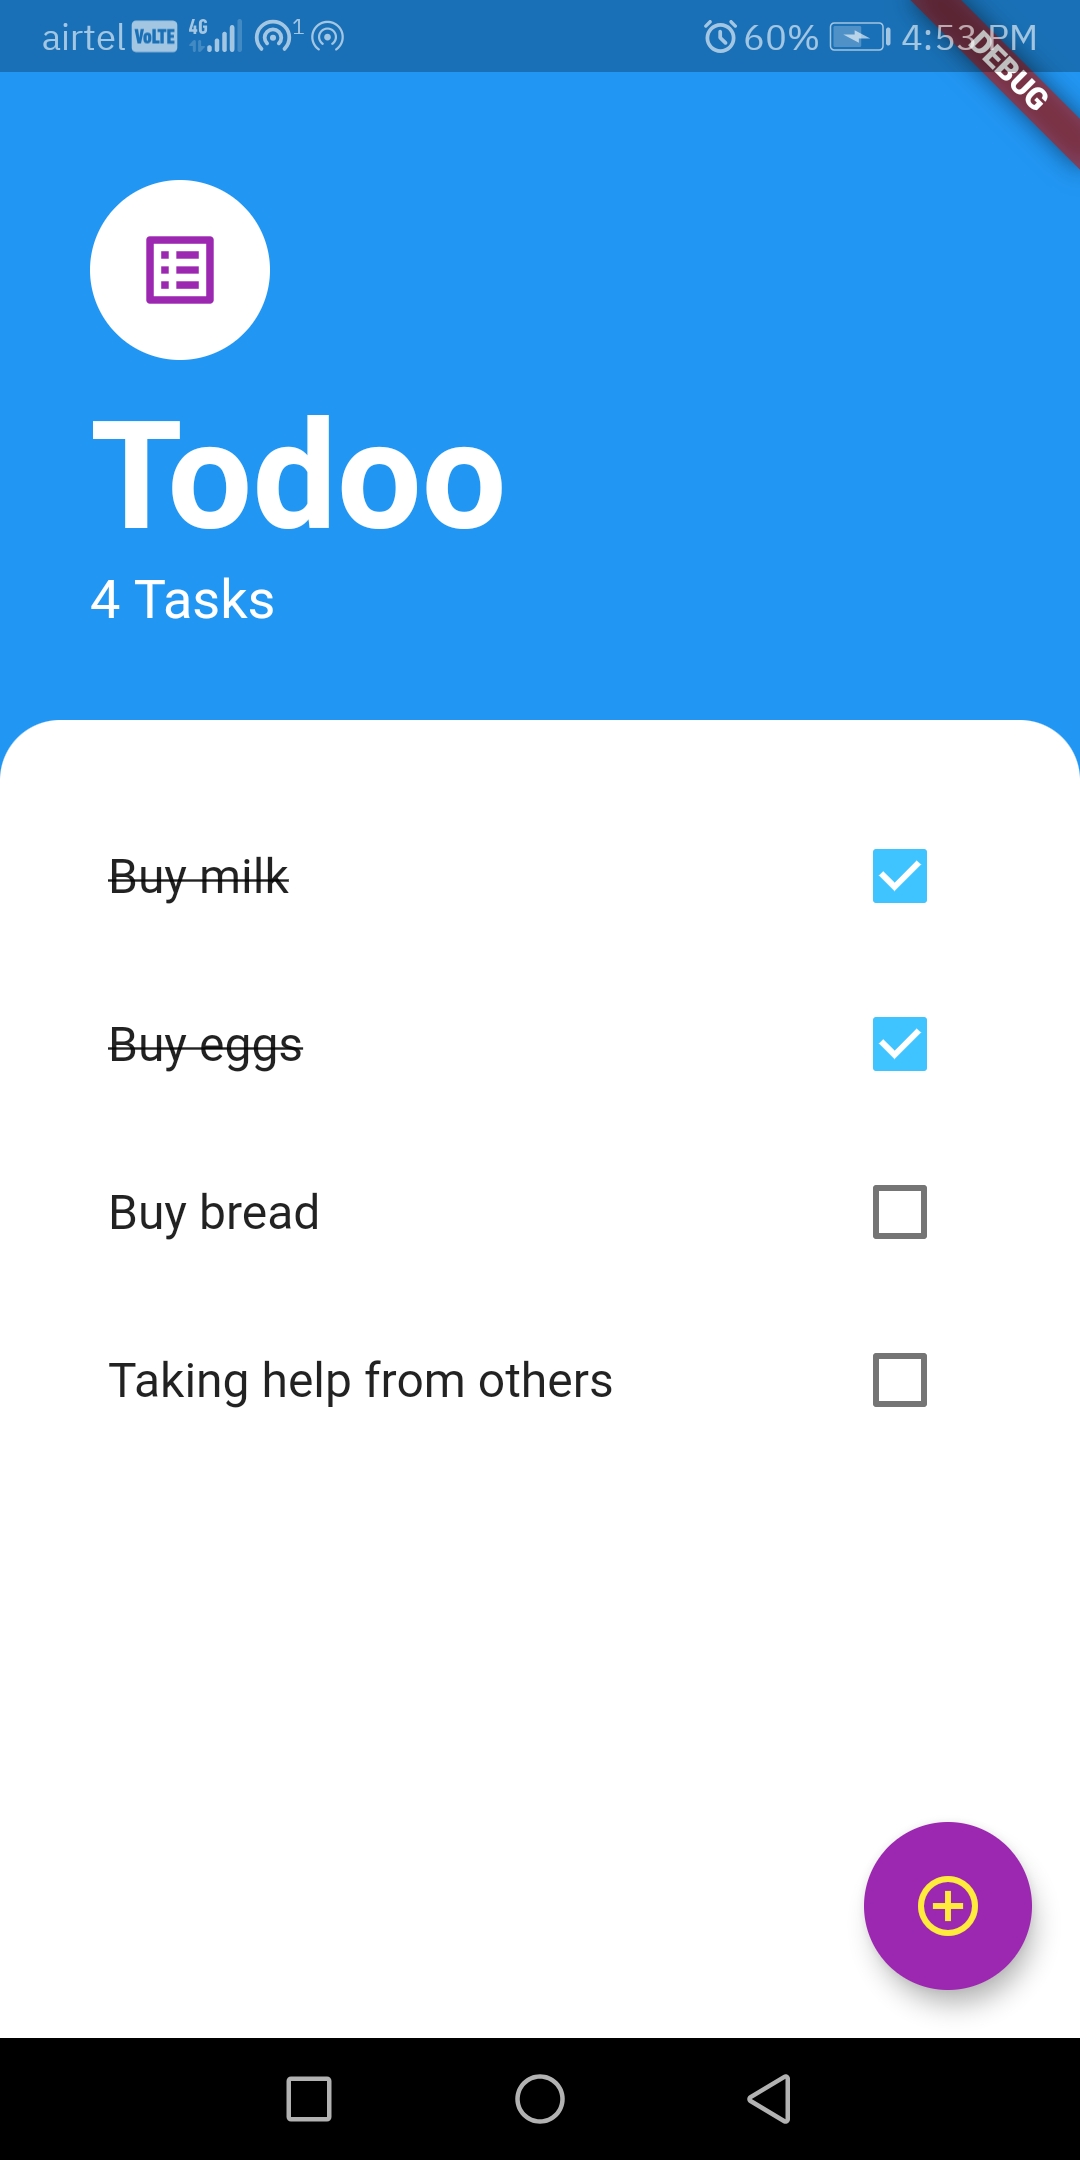 airtel VoLTE 4G 1 60% 4:53 PM
DEBUG
Todoo
4 Tasks
Buy milk
Buy eggs
Buy bread
Taking help from others